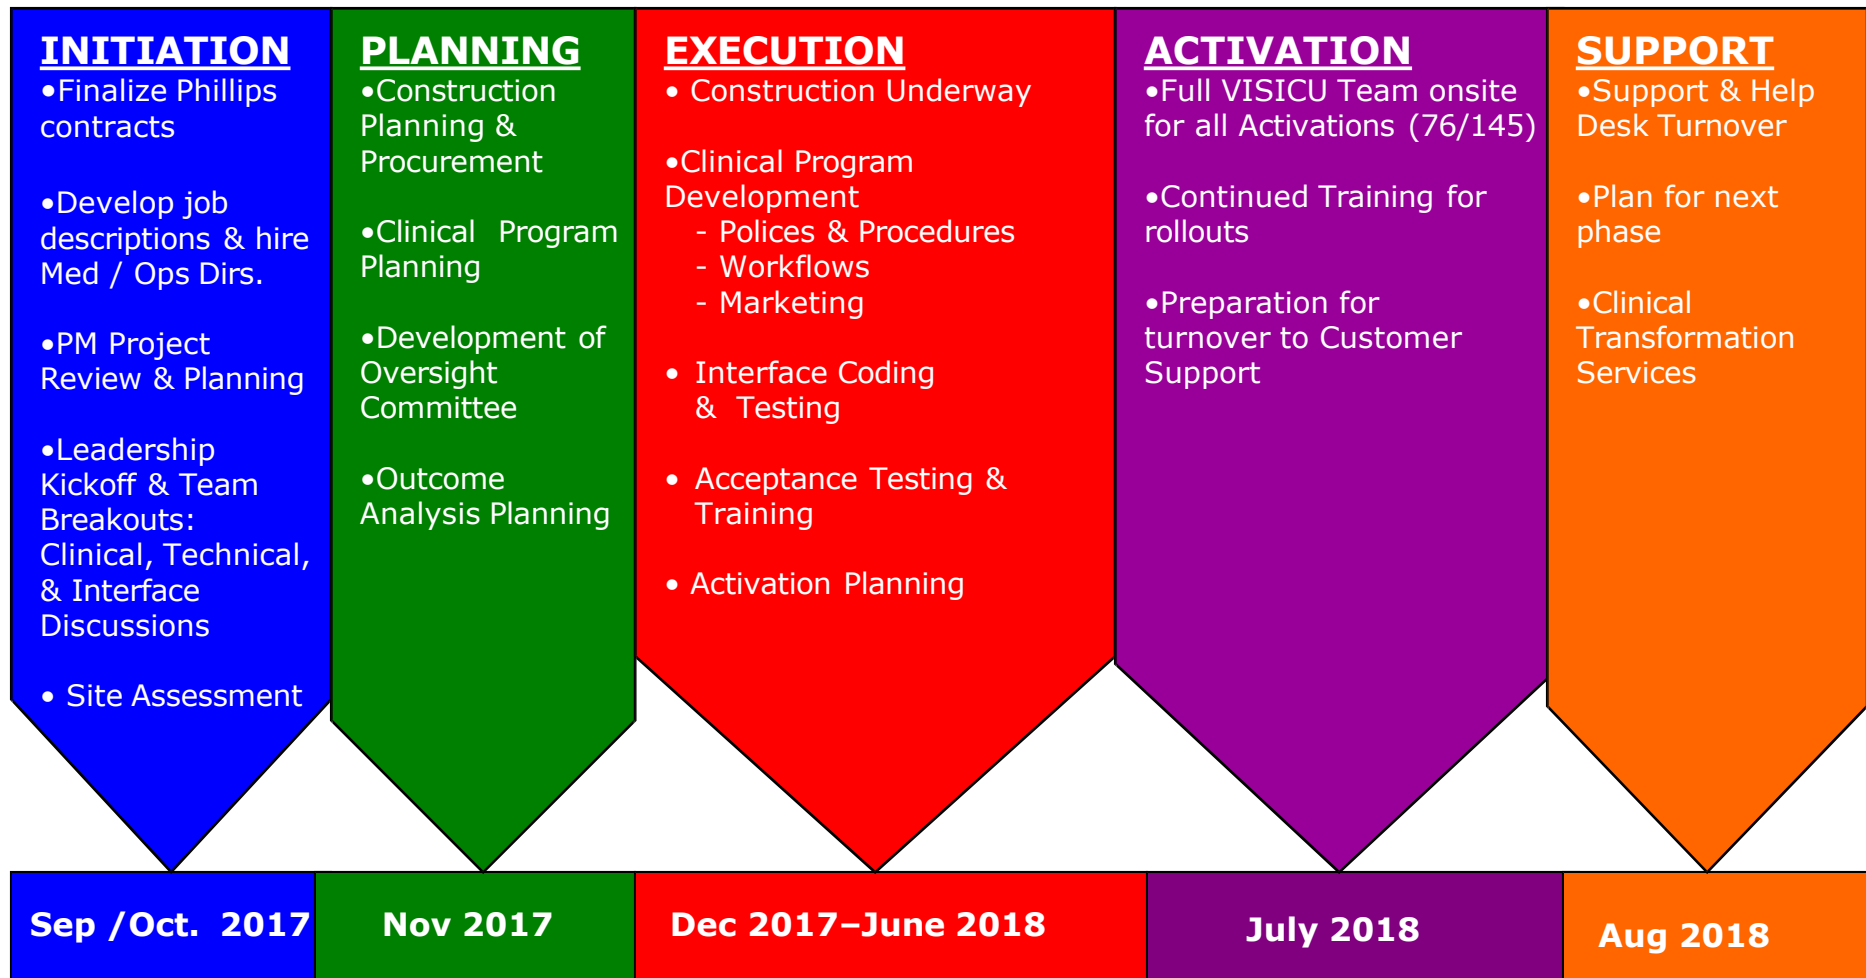 INITIATION
•Finalize Phillips
contracts
•Develop job
descriptions & hire
Med / Ops Dirs.
•PM Project
Review & Planning
•Leadership
Kickoff & Team
Breakouts:
Clinical, Technical,
& Interface
Discussions
• Site Assessment
PLANNING
•Construction
Planning &
Procurement
•Clinical Program
Planning
•Development of
Oversight
Committee
•Outcome
Analysis Planning
EXECUTION
• Construction Underway
•Clinical Program
Development
- Polices & Procedures
- Workflows
- Marketing
• Interface Coding
& Testing
• Acceptance Testing &
Training
• Activation Planning
ACTIVATION
•Full VISICU Team onsite
for all Activations (76/145)
•Continued Training for
rollouts
•Preparation for
turnover to Customer
Support
SUPPORT
•Support & Help
Desk Turnover
•Plan for next
phase
•Clinical
Transformation
Services
Sep /Oct. 2017
Nov 2017
Dec 2017–June 2018
July 2018
Aug 2018